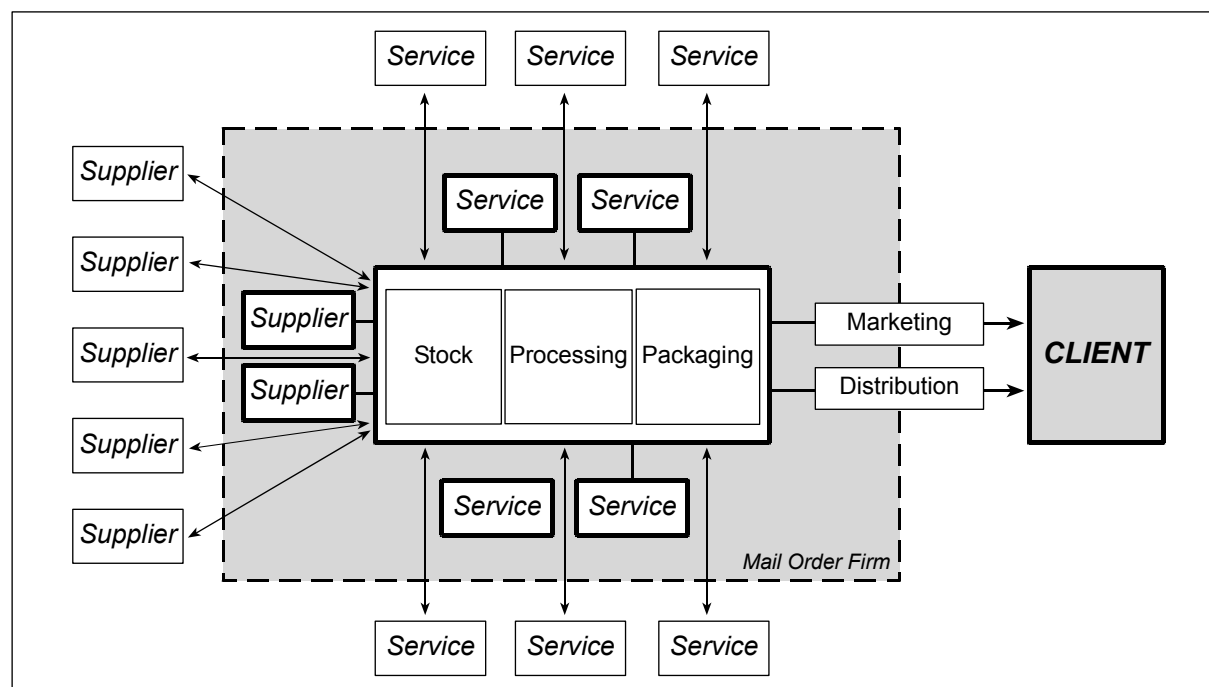 Service
Service
Service
Supplier
Service
Service
Supplier
Supplier
Marketing
Supplier
Stock
Processing
Packaging
CLIENT
Supplier
Distribution
Supplier
Supplier
Service
Service
Supplier
Mail Order Firm
Service
Service
Service